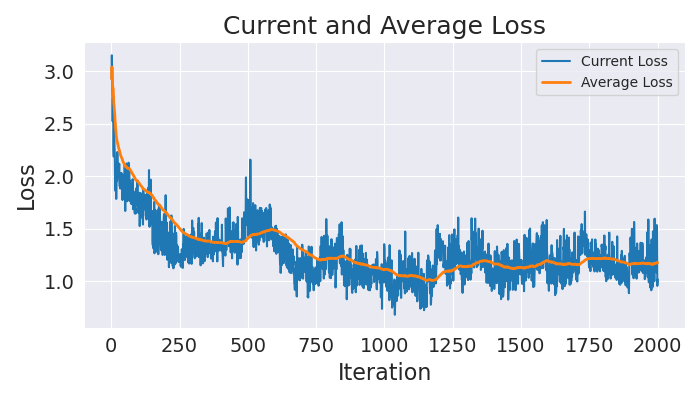 Current and Average Loss
Current Loss
Average Loss
Loss
3.0
2.5
2.0
1.5
1.0
0 250 500 750 1000 1250 1500 1750 2000
Iteration